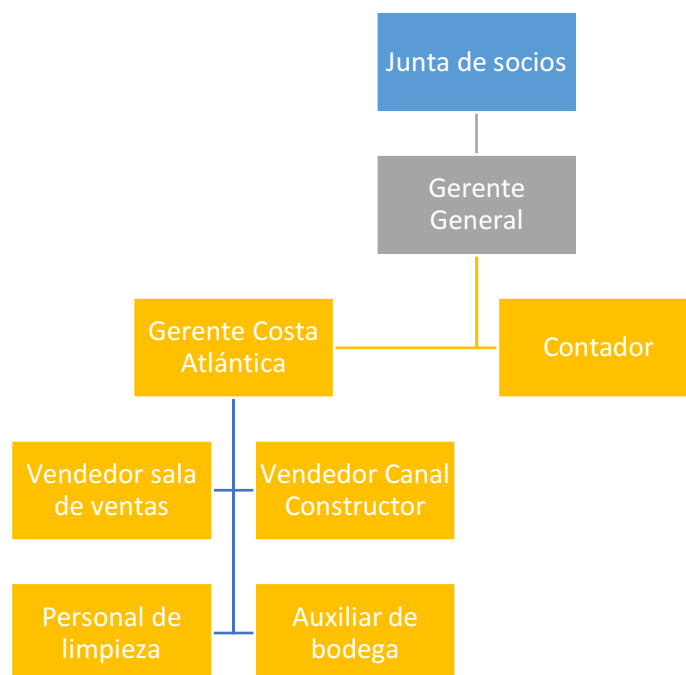 Junta de socios
Gerente
General
Gerente Costa
Atlántica
Contador
Vendedor sala
de ventas
Vendedor Canal
Constructor
Personal de
limpieza
Auxiliar de
bodega